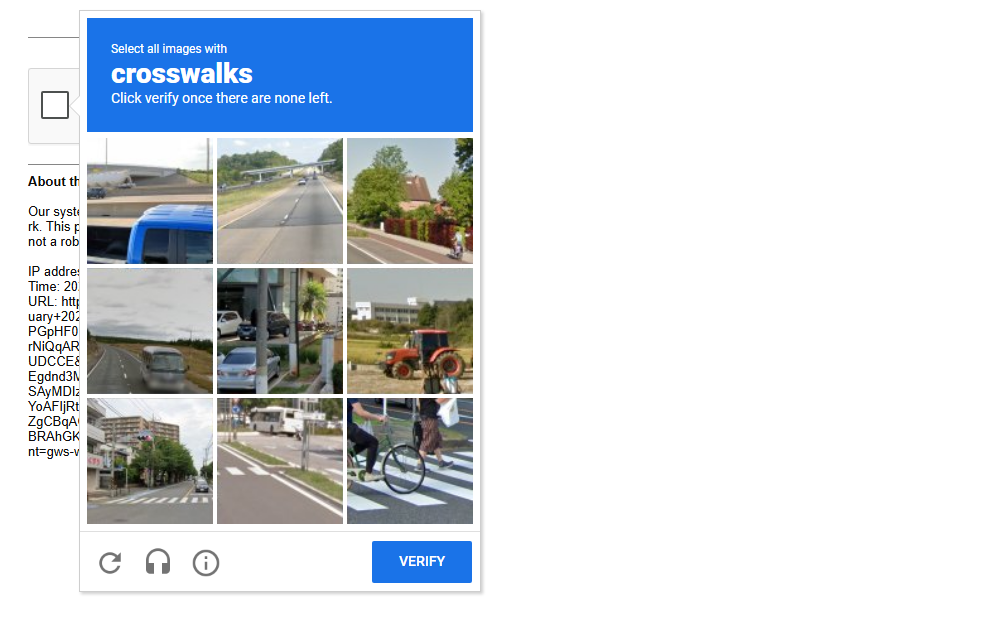 Select all images with
crosswalks
Click verify once there are none left.
About th
Our syste
rk. This p
not a rob
IP addres
Time: 20
URL: http
uary+202
PGpHF0
rNiQqAR
UDCCE&
Egdnd3M
SAyMDIz
YoAFIjRt
ZgCBqA
BRAhGK
nt=gws-v
VERIFY